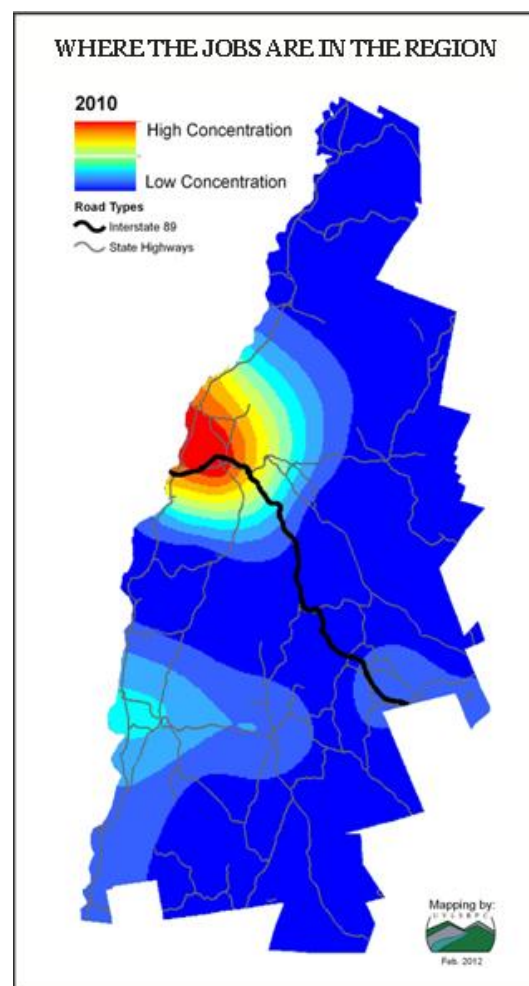 WHERE THE JOBS ARE IN THE REGION
2010
High Concentration
Low Concentration
Road Types
Interstate 89
State Highways
Mapping by:
UVLSRPC
Feb. 2012